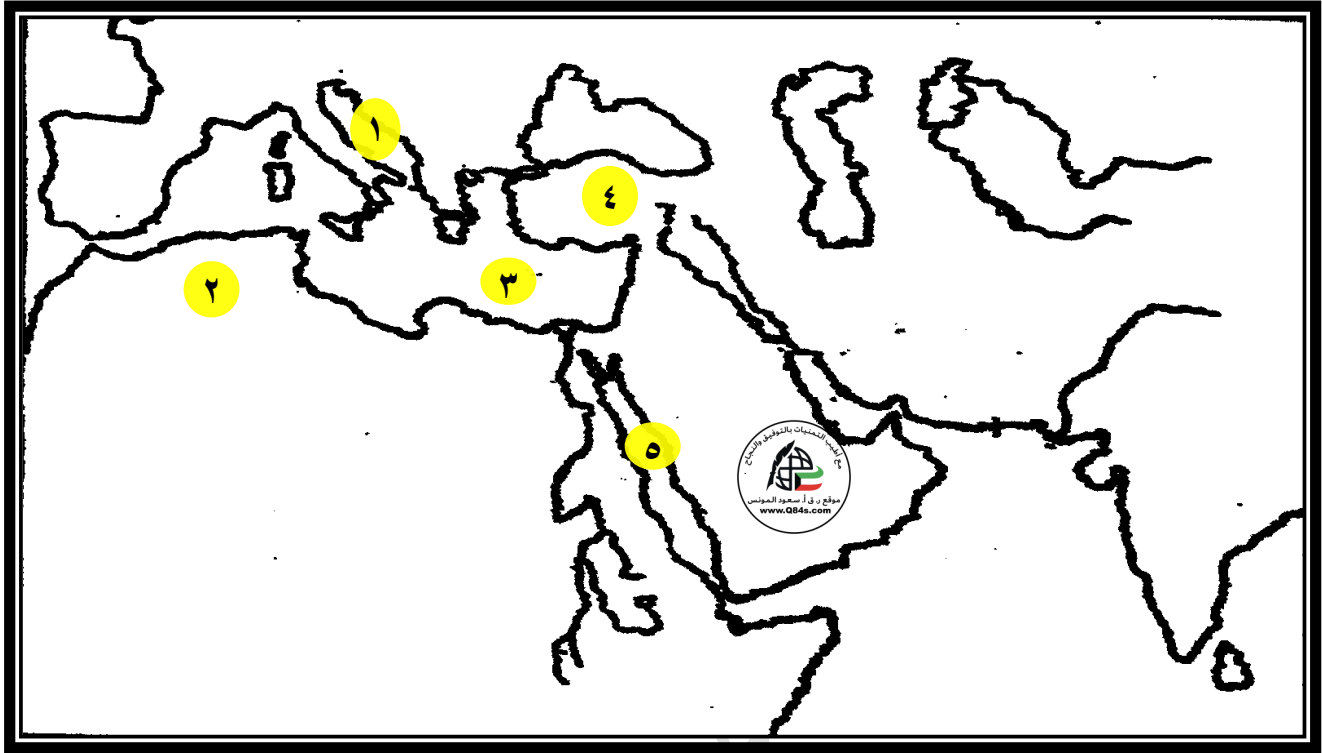 ١
٤
٢
٣
٥
مع أطيب التمنيات بالتوفيق والنجاح
موقع ر. ق أ. سعود المونس
www.Q84s.com